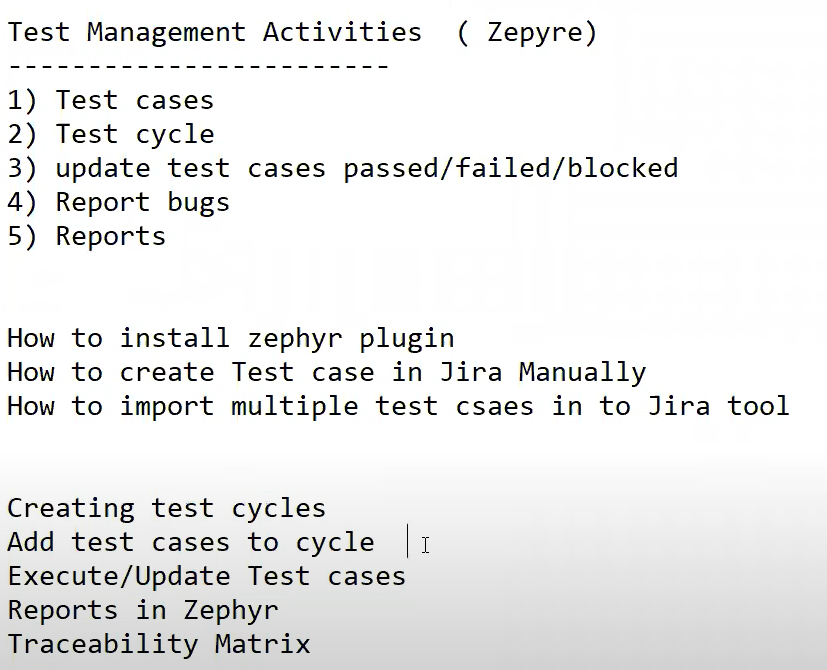 Test Management Activities  ( Zepyre)
------------------------
1) Test cases
2) Test cycle
3) update test cases passed/failed/blocked
4) Report bugs
5) Reports
How to install zephyr plugin
How to create Test case in Jira Manually
How to import multiple test csaes in to Jira tool
Creating test cycles
Add test cases to cycle
Execute/Update Test cases
Reports in Zephyr
Traceability Matrix